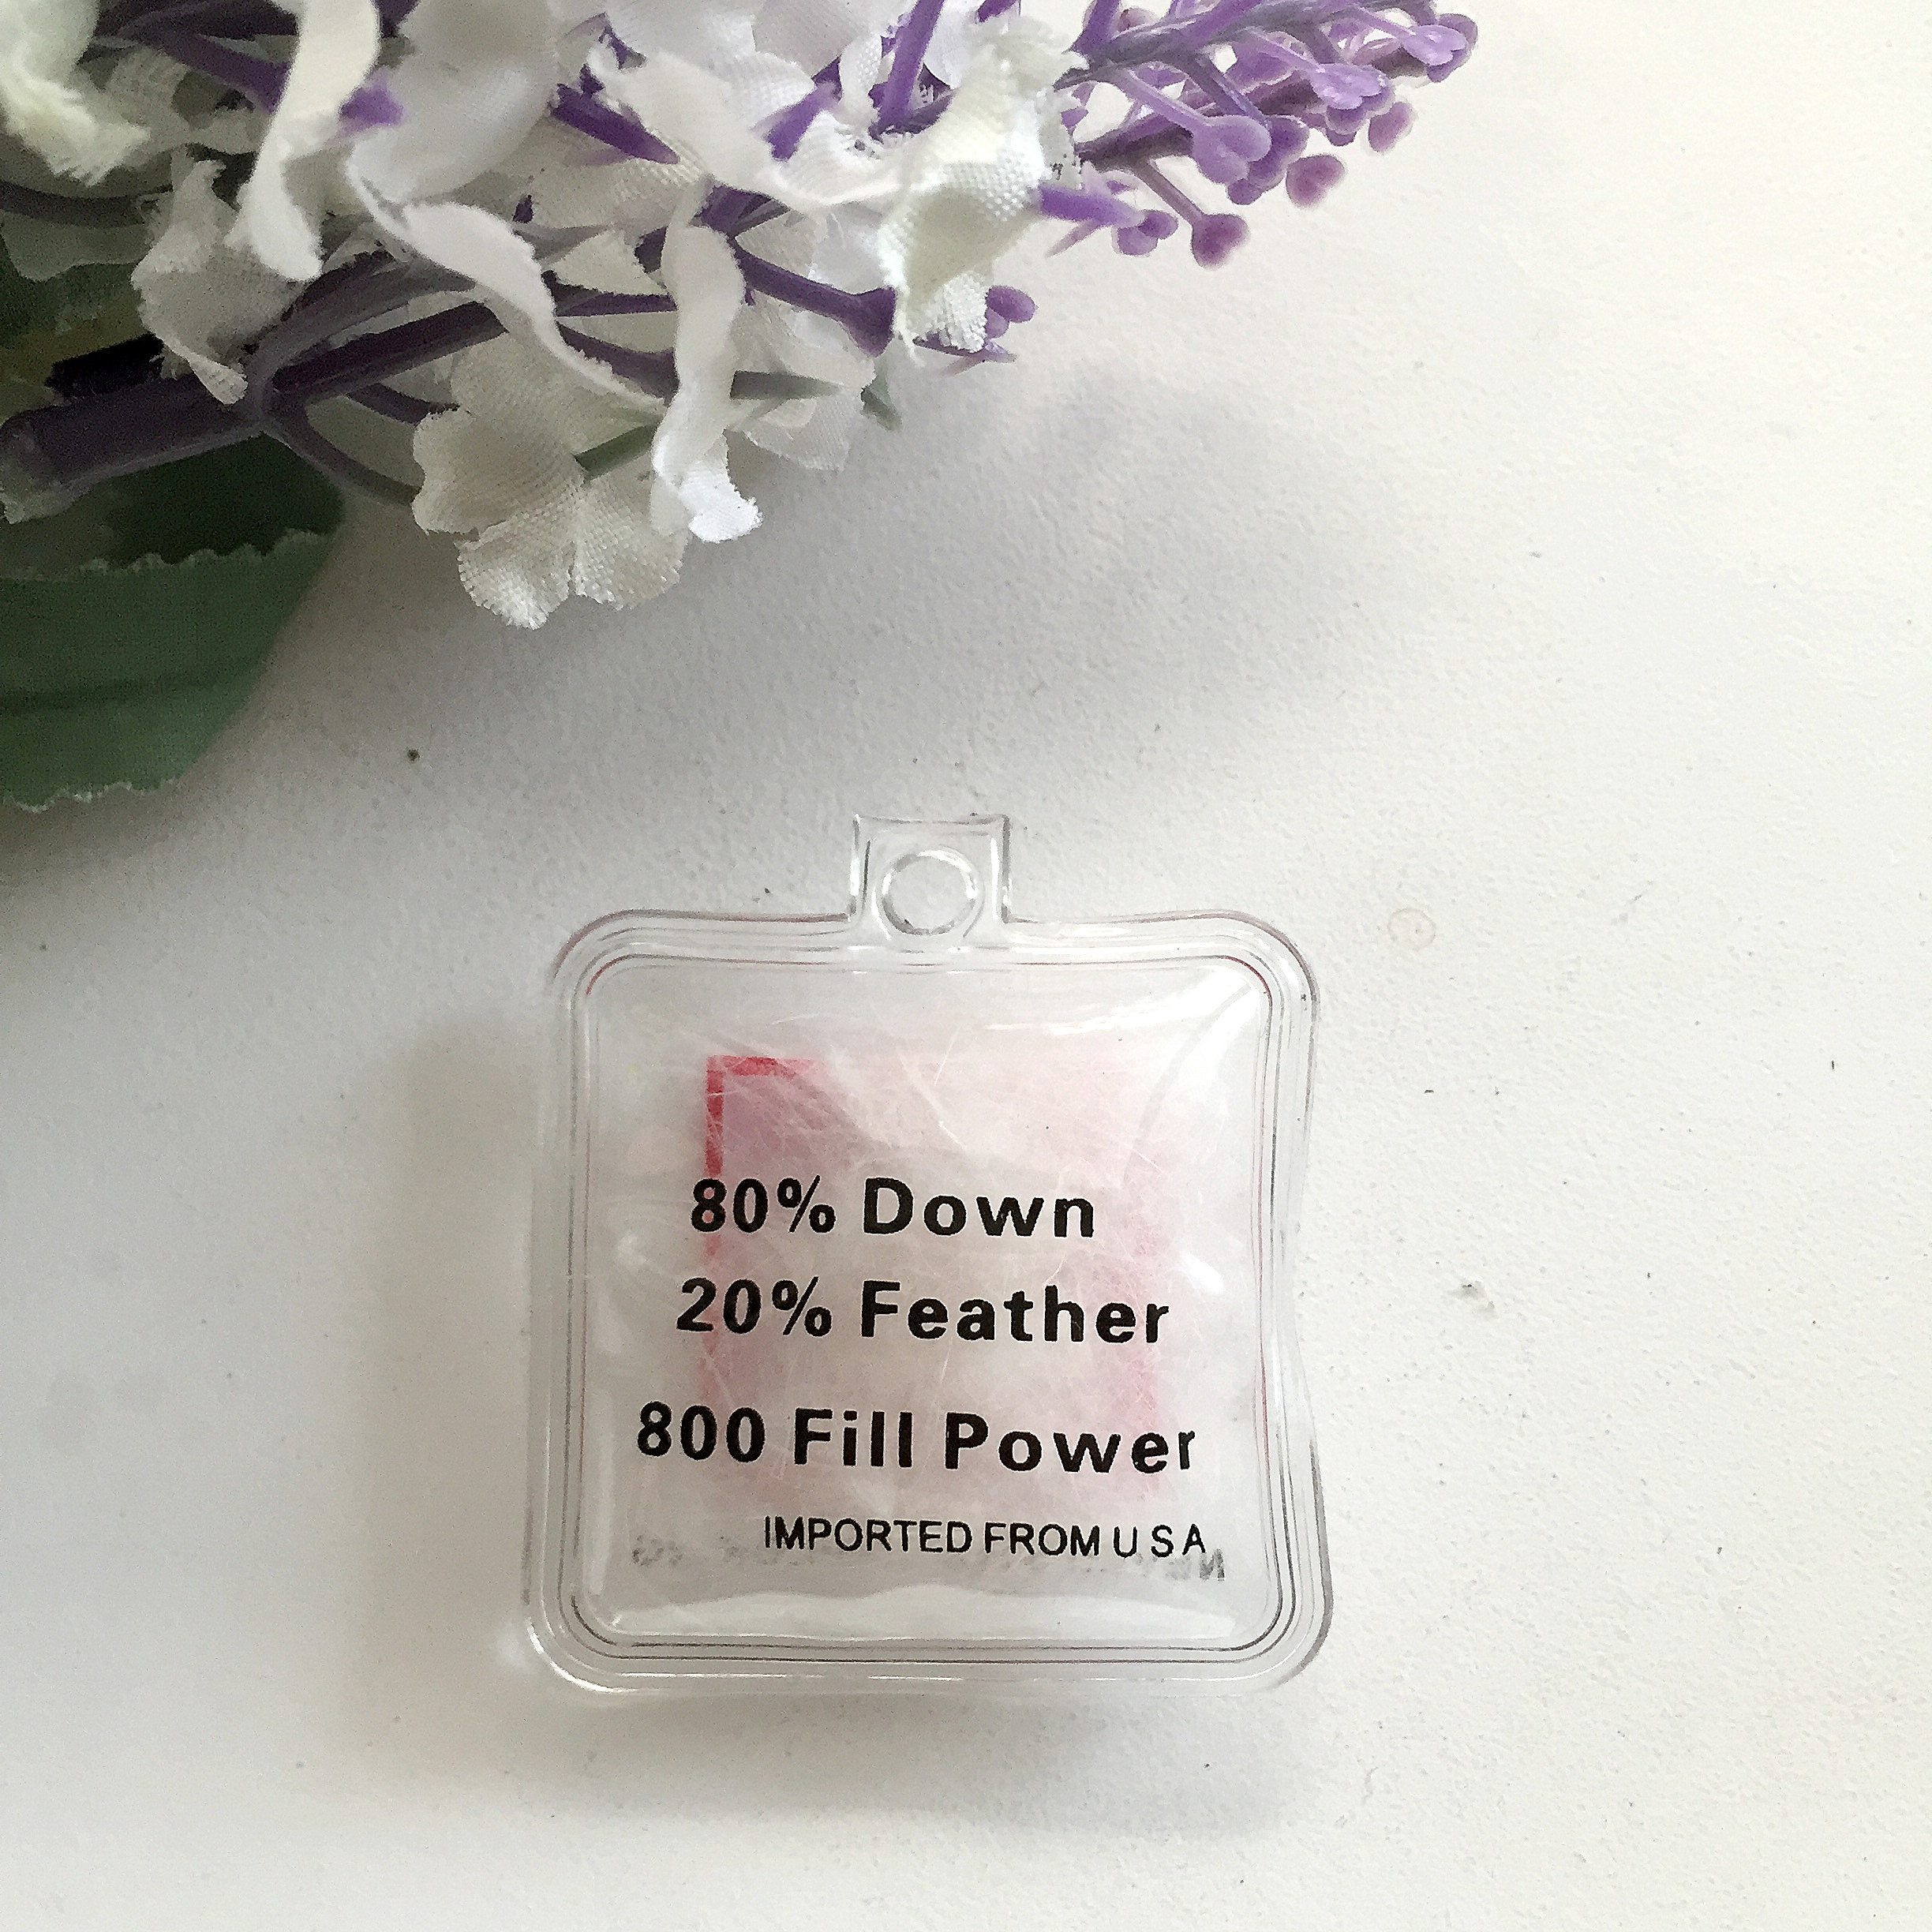 80% Down
20% Feather
800 Fill Power
IMPORTED FROM U S A